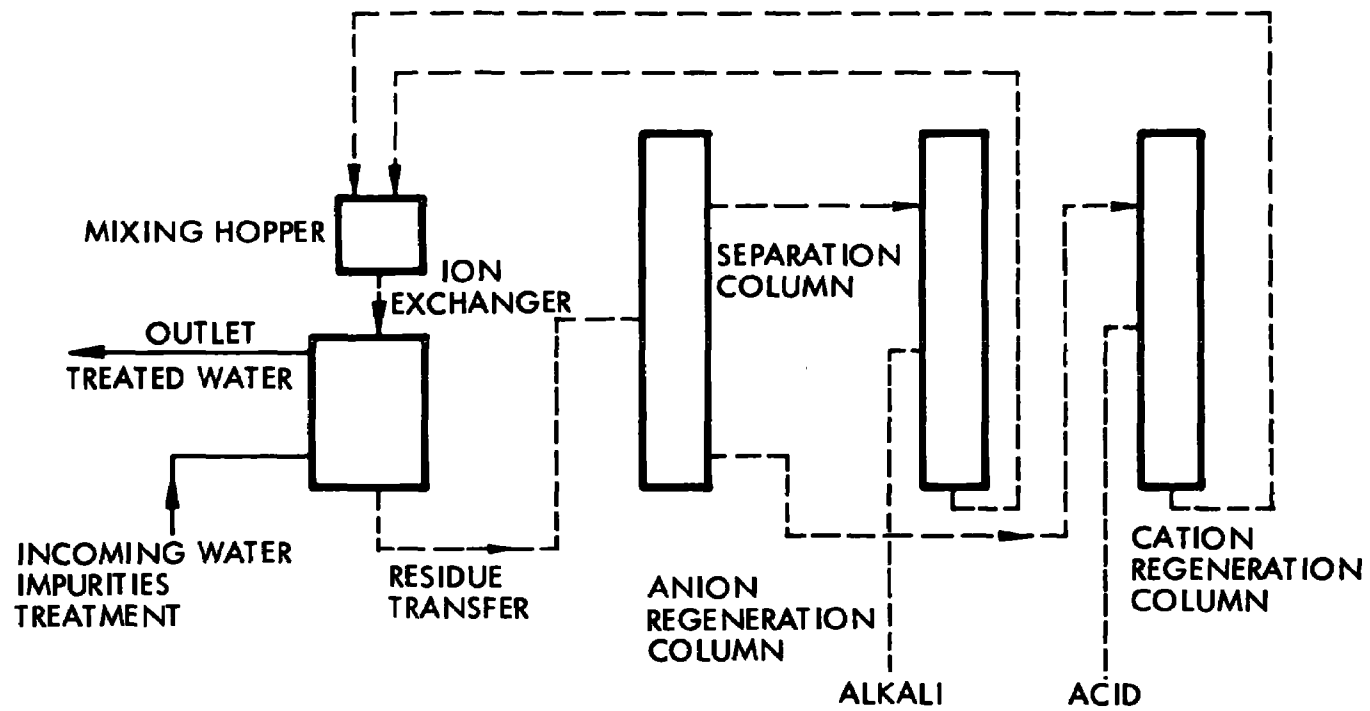 MIXING HOPPER
ION
EXCHANGER
SEPARATION
COLUMN
OUTLET
TREATED WATER
INCOMING WATER
IMPURITIES
TREATMENT
RESIDUE
TRANSFER
ANION
REGENERATION
COLUMN
CATION
REGENERATION
COLUMN
ALKALI
ACID